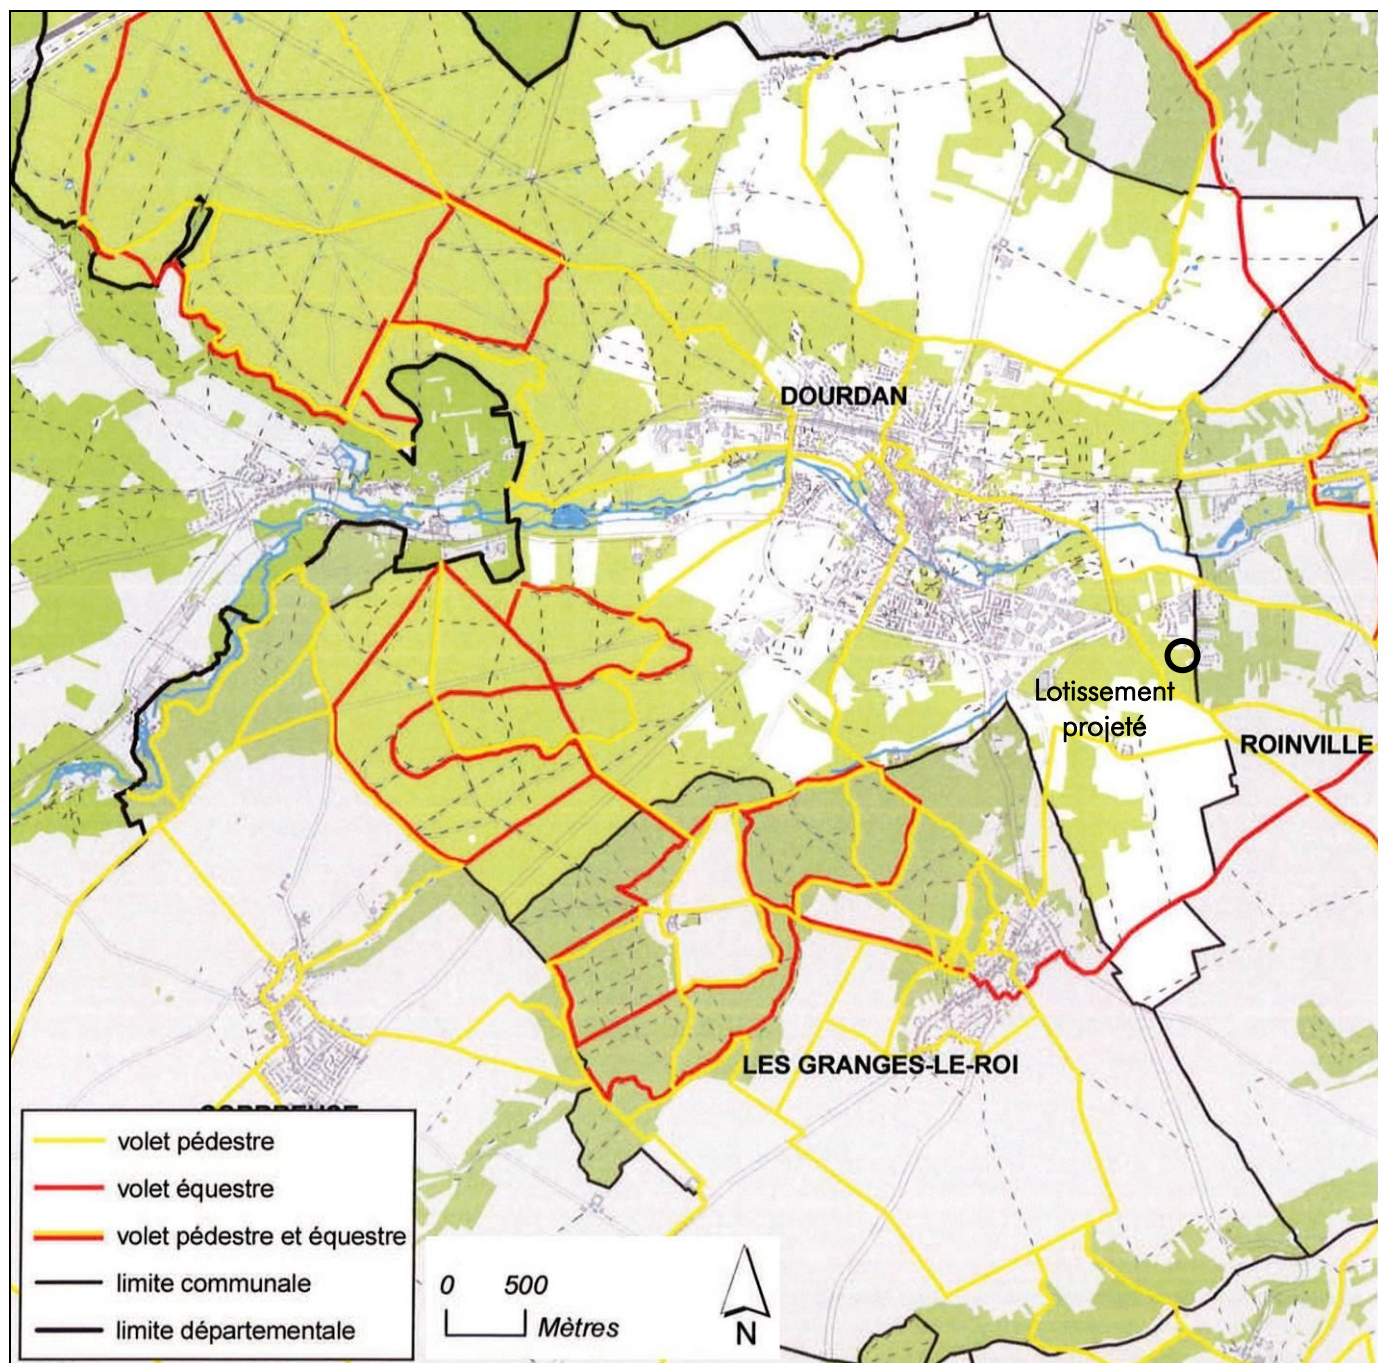 DOURDAN
Lotissement
projeté
ROINVILLE
LES GRANGES-LE-ROI
volet pédestre
volet équestre
volet pédestre et équestre
limite communale
limite départementale
0 500
Mètres
N